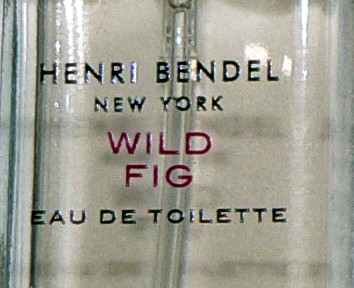 HENRI BENDEL
NEW YORK
WILD
FIG
EAU DE TOILETTE